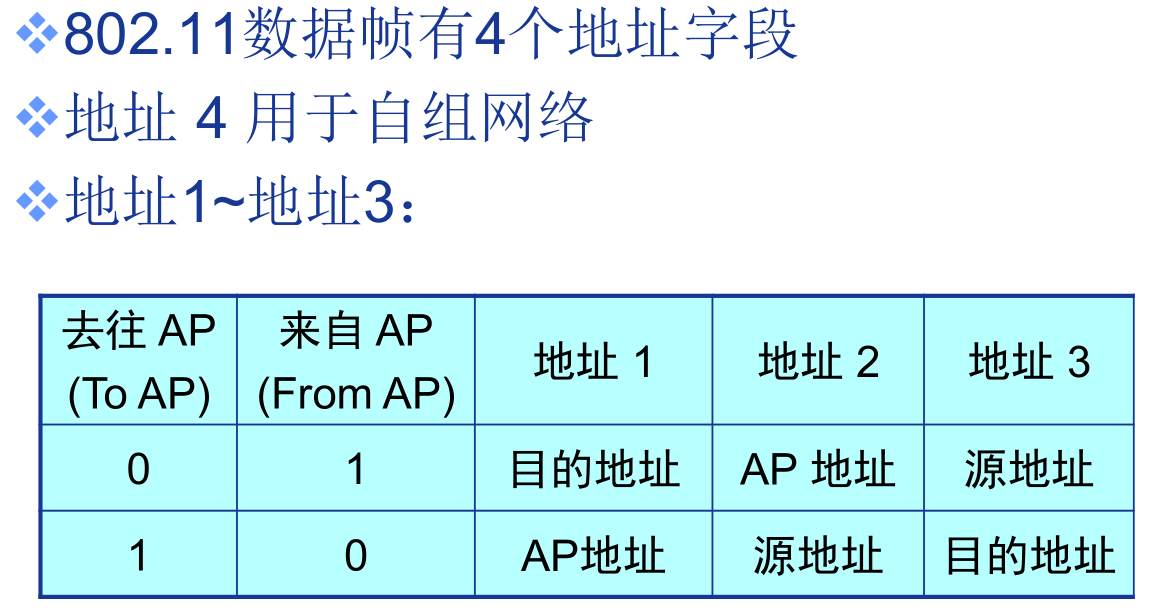 ❖802.11数据帧有4个地址字段
❖地址 4 用于自组网络
❖地址1~地址3：
去往 AP (To AP) 来自 AP (From AP) 地址 1 地址 2 地址 3
0 1 目的地址 AP 地址 源地址
1 0 AP地址 源地址 目的地址